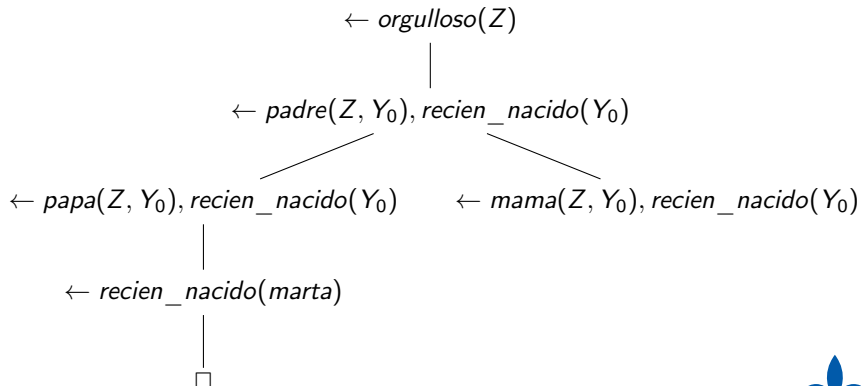 ← orgulloso(Z)
← padre(Z, Y₀), recien_nacido(Y₀)
← papa(Z, Y₀), recien_nacido(Y₀) ← mama(Z, Y₀), recien_nacido(Y₀)
← recien_nacido(marta)
□